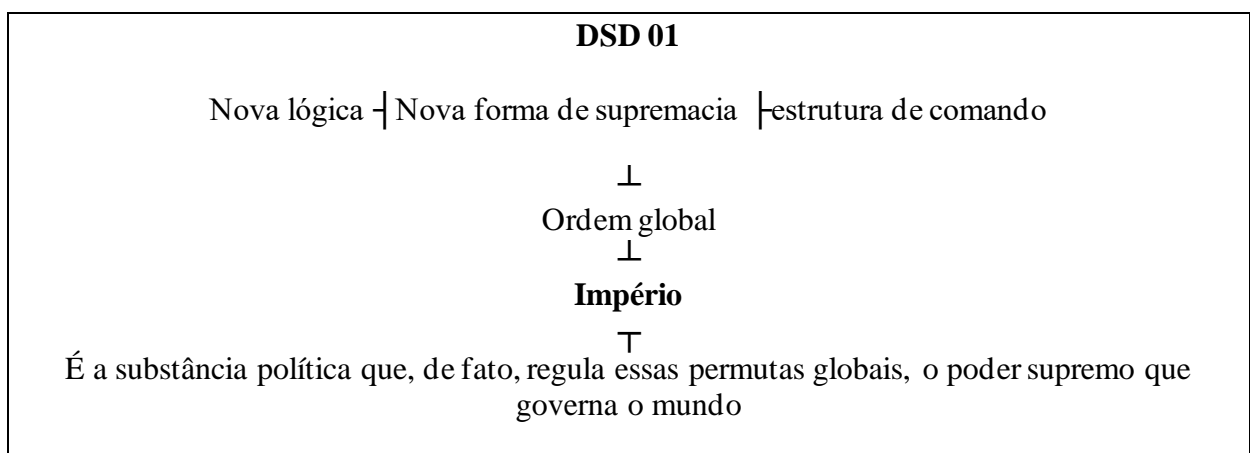 DSD 01
Nova lógica ┤Nova forma de supremacia ├estrutura de comando
┴
Ordem global
┴
Império
┬
É a substância política que, de fato, regula essas permutas globais, o poder supremo que
governa o mundo